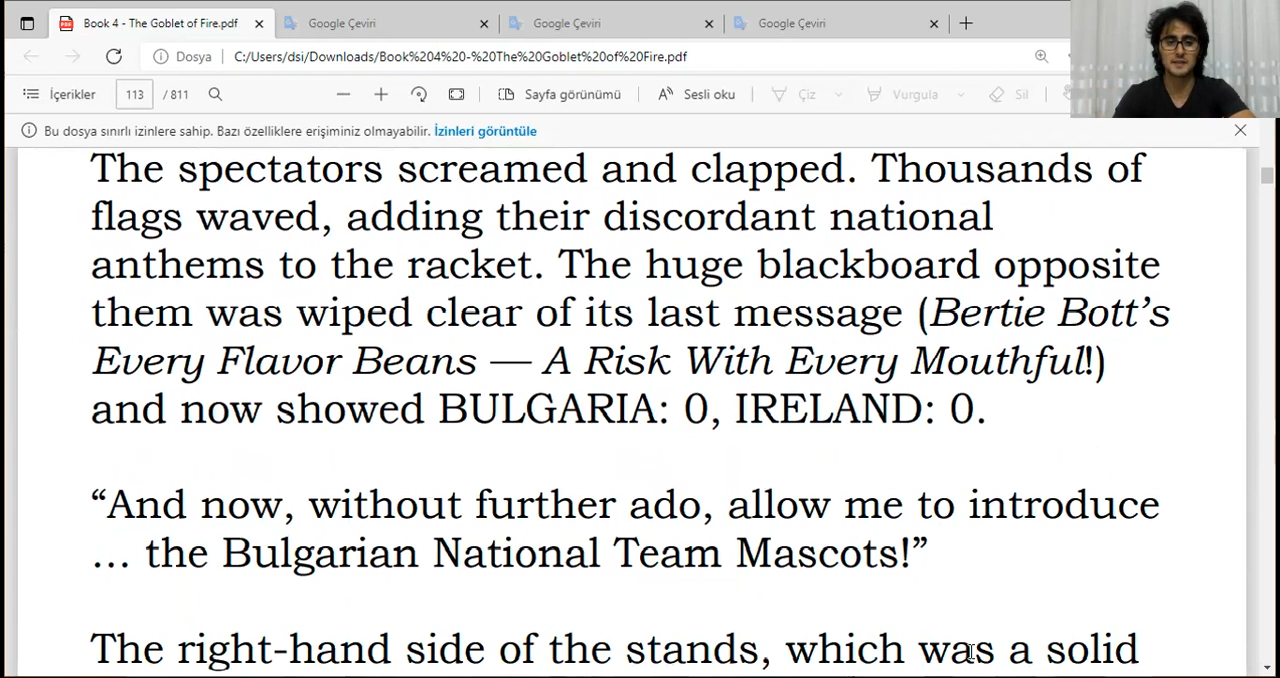 Book 4 - The Goblet of Fire.pdf
Google Çeviri
Google Çeviri
Google Çeviri
Dosya C:/Users/dsi/Downloads/Book%204%20-%20The%20Goblet%20of%20Fire.pdf
İçerikler 113 / 811 Sayfa görünümü Sesli oku Çiz Vurgula Sil
Bu dosya sınırlı izinlere sahip. Bazı özelliklere erişiminiz olmayabilir. İzinleri görüntüle
The spectators screamed and clapped. Thousands of
flags waved, adding their discordant national
anthems to the racket. The huge blackboard opposite
them was wiped clear of its last message (Bertie Bott’s
Every Flavor Beans — A Risk With Every Mouthful!)
and now showed BULGARIA: 0, IRELAND: 0.
“And now, without further ado, allow me to introduce
… the Bulgarian National Team Mascots!”
The right-hand side of the stands, which was a solid